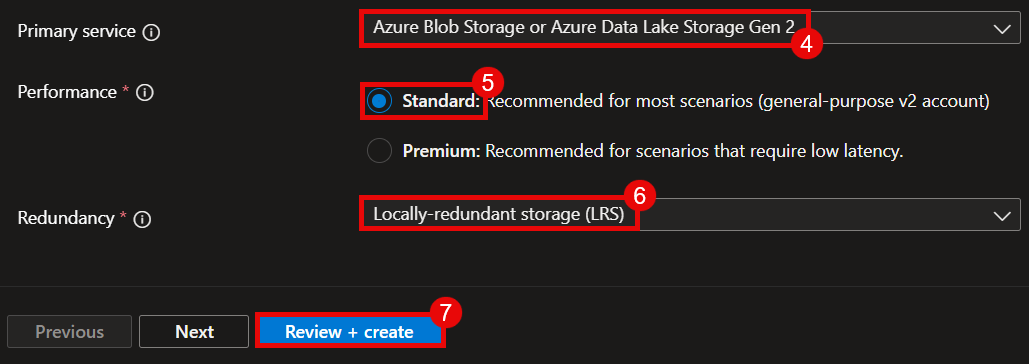 Primary service
Azure Blob Storage or Azure Data Lake Storage Gen 2
4
Performance *
5
Standard: Recommended for most scenarios (general-purpose v2 account)
Premium: Recommended for scenarios that require low latency.
Redundancy *
Locally-redundant storage (LRS)
6
Previous
Next
Review + create
7